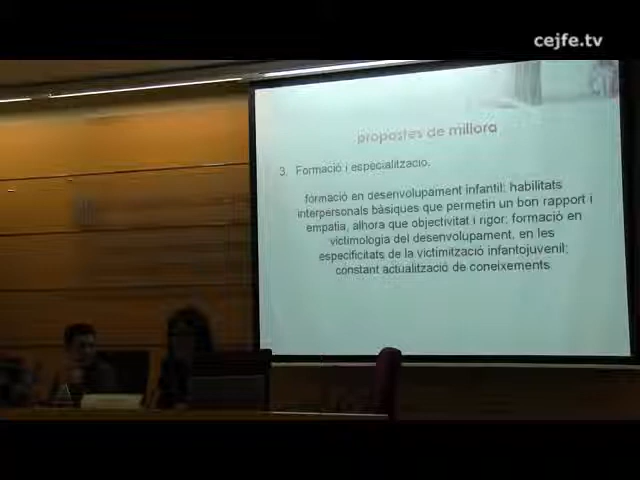 cejfe.tv
propostes de millora
3. Formació i especialització.
formació en desenvolupament infantil; habilitats
interpersonals bàsiques que permetin un bon rapport i
empatia, alhora que objectivitat i rigor; formació en
victimologia del desenvolupament, en les
especificitats de la victimització infantojuvenil;
constant actualització de coneixements